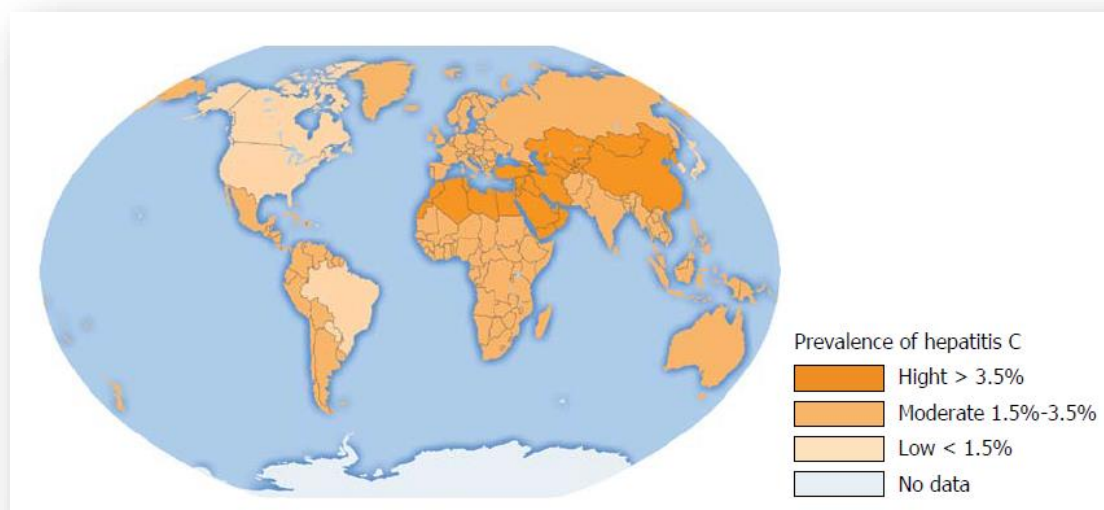 Prevalence of hepatitis C
Hight > 3.5%
Moderate 1.5%-3.5%
Low < 1.5%
No data